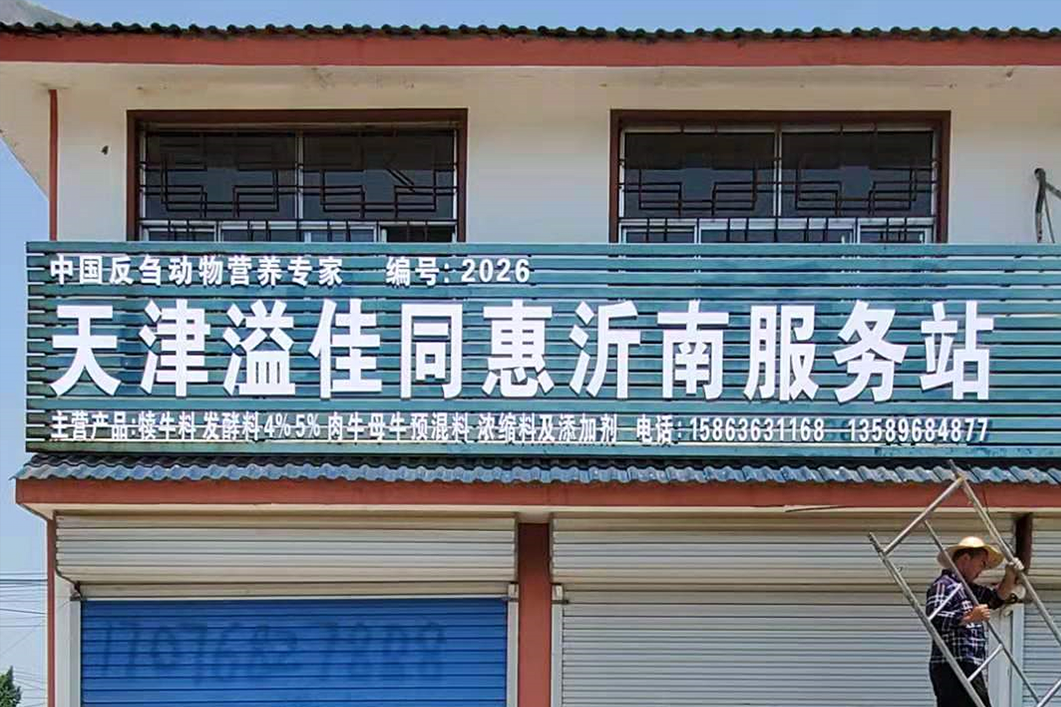 中国反刍动物营养专家 编号: 2026
天津溢佳同惠沂南服务站
主营产品:犊牛料 发酵料4% 5% 肉牛母牛预混料 浓缩料及添加剂 电话: 15863631168 13589684877